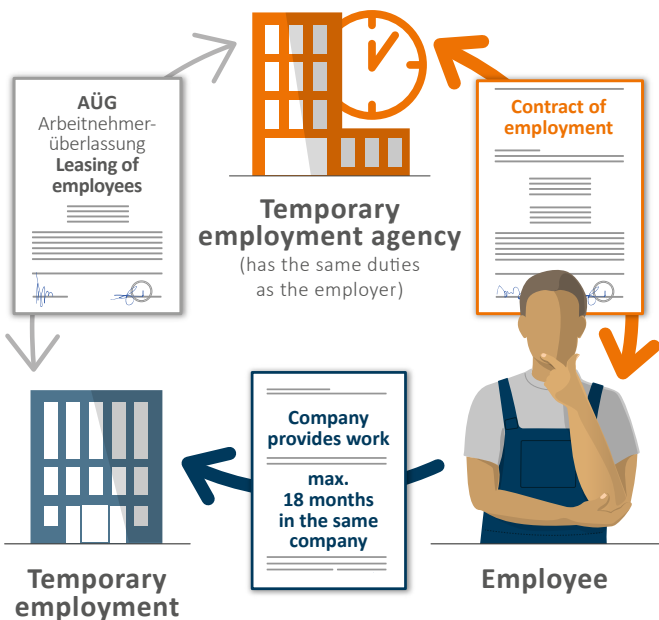 AÜG
Arbeitnehmer-
überlassung
Leasing of
employees
Contract of
employment
Temporary
employment agency
(has the same duties
as the employer)
Company
provides work
max.
18 months
in the same
company
Temporary
employment
Employee